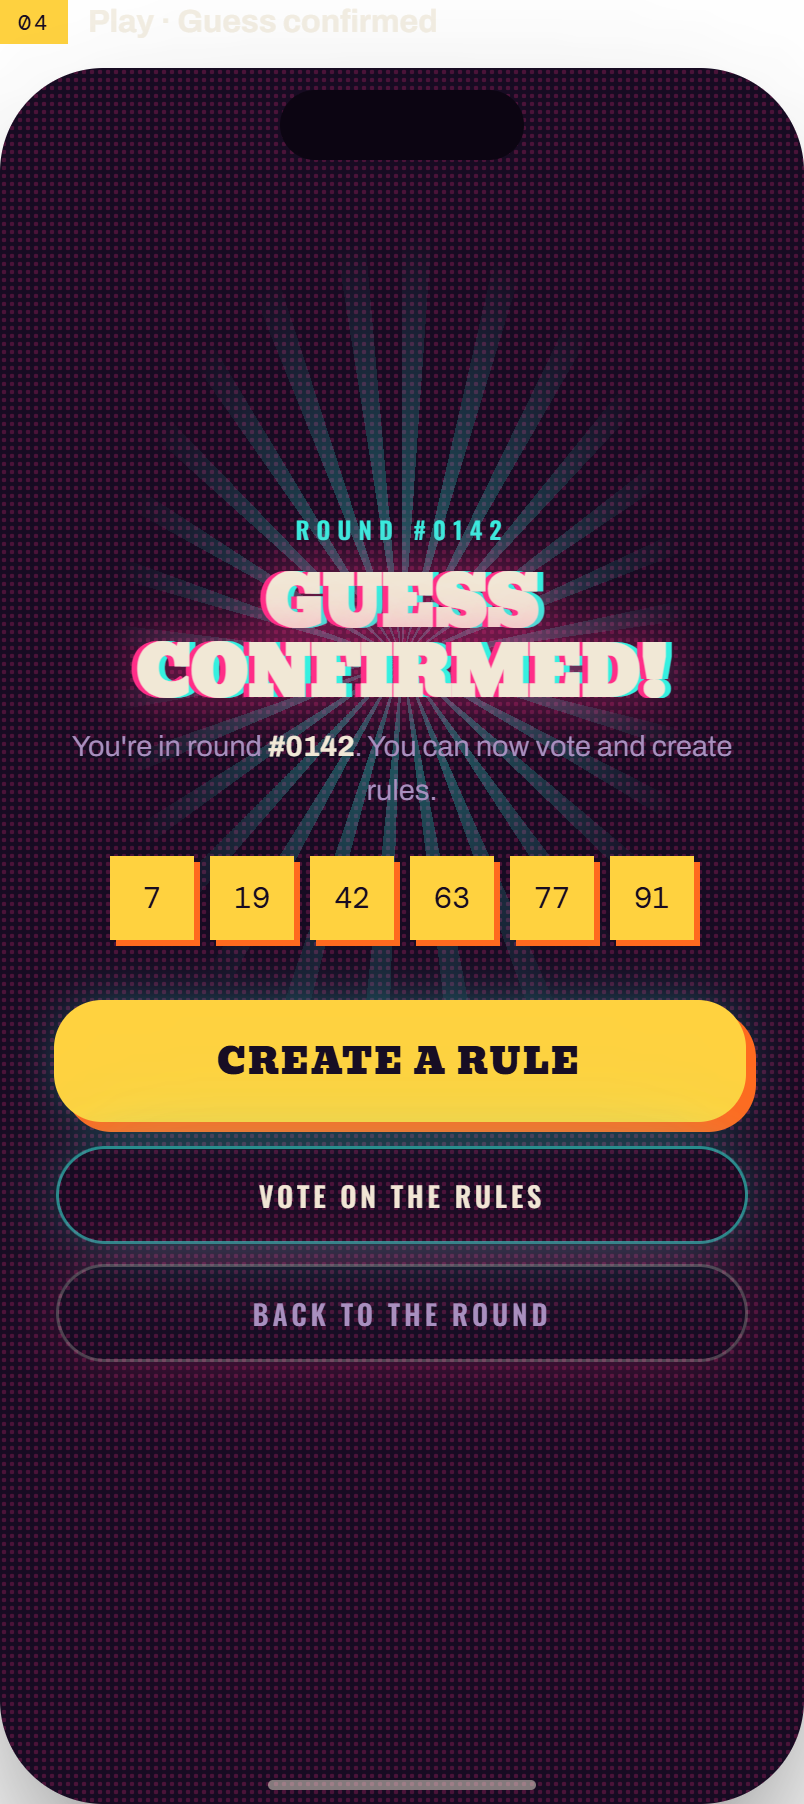 04 Play · Guess confirmed
ROUND #0142
GUESS
CONFIRMED!
You're in round #0142. You can now vote and create
rules.
7 19 42 63 77 91
CREATE A RULE
VOTE ON THE RULES
BACK TO THE ROUND